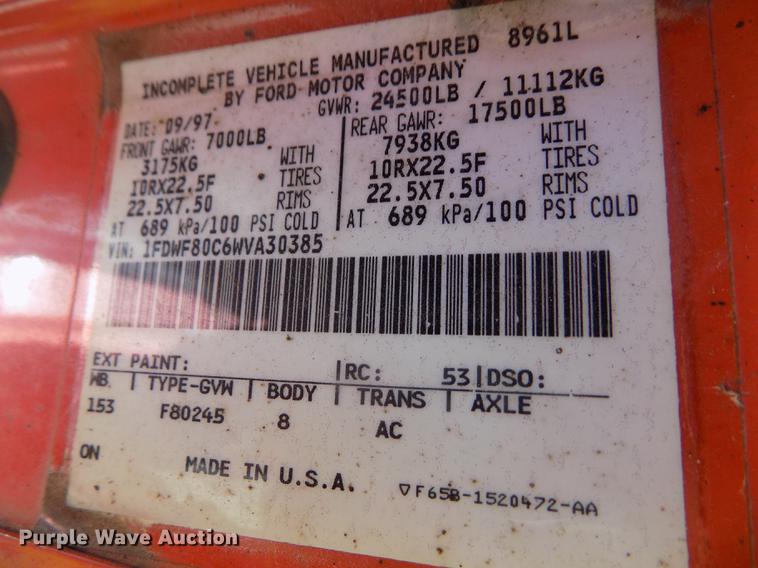 INCOMPLETE VEHICLE MANUFACTURED 8961L
BY FORD MOTOR COMPANY
DATE: 09/97 GVWR: 24500LB / 11112KG
FRONT GAWR: 7000LB REAR GAWR: 17500LB
3175KG WITH 7938KG WITH
10RX22.5F TIRES 10RX22.5F TIRES
22.5X7.50 RIMS 22.5X7.50 RIMS
AT 689 kPa/100 PSI COLD AT 689 kPa/100 PSI COLD
VIN: 1FDWF80C6WVA30385
EXT PAINT: |RC: 53|DSO:
WB. | TYPE-GVW | BODY | TRANS | AXLE
153 F80245 8 AC
ON
MADE IN U.S.A. ▽F65B-1520472-AA
Purple Wave Auction